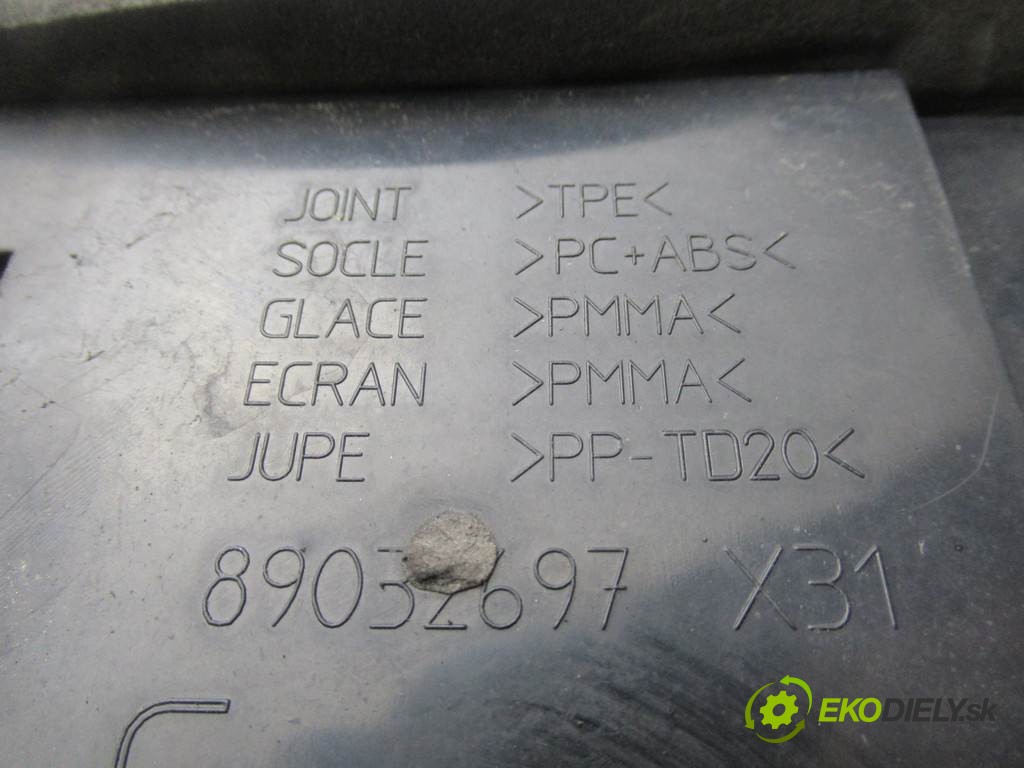 JOINT >TPE<
SOCLE >PC+ABS<
GLACE >PMMA<
ECRAN >PMMA<
JUPE >PP-TD20<
89032697 X31
EKODIELY.sk